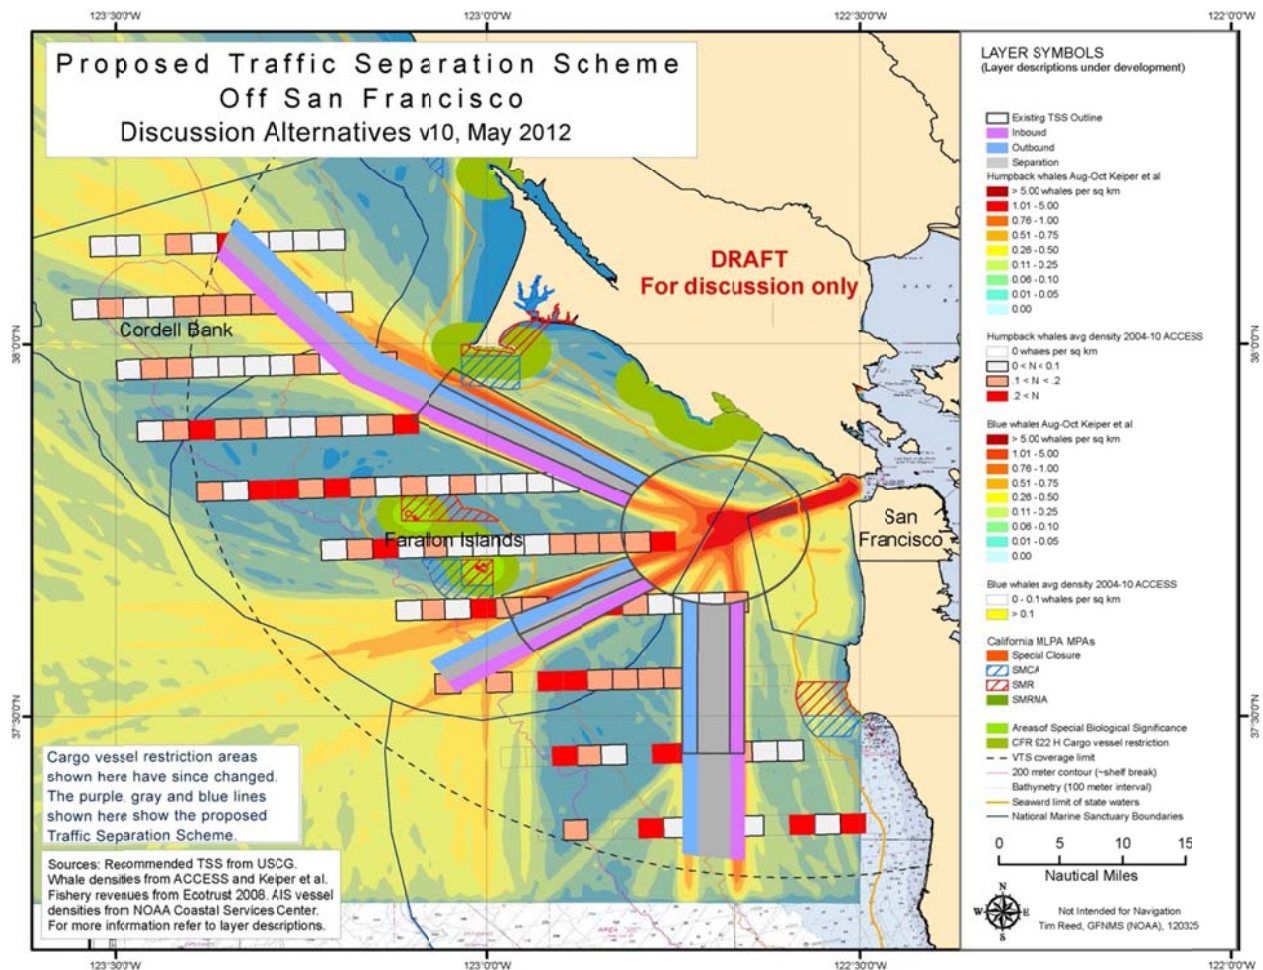 123°30'W 123°0'W 122°30'W 122°0'W
Proposed Traffic Separation Scheme
Off San Francisco
Discussion Alternatives v10, May 2012
DRAFT
For discussion only
38°0'N
38°0'N
Cordell Bank
Farallon Islands
San
Francisco
37°30'N
37°30'N
Cargo vessel restriction areas
shown here have since changed.
The purple, gray and blue lines
shown here show the proposed
Traffic Separation Scheme.
Sources: Recommended TSS from USCG.
Whale densities from ACCESS and Keiper et al.
Fishery revenues from Ecotrust 2008. AIS vessel
densities from NOAA Coastal Services Center.
For more information refer to layer descriptions.
LAYER SYMBOLS
(Layer descriptions under development)
Existing TSS Outline
Inbound
Outbound
Separation
Humpback whales Aug-Oct Keiper et al
> 5.00 whales per sq km
1.01 - 5.00
0.76 - 1.00
0.51 - 0.75
0.26 - 0.50
0.11 - 0.25
0.06 - 0.10
0.01 - 0.05
0.00
Humpback whales avg density 2004-10 ACCESS
0 whales per sq km
0 < N < 0.1
.1 < N < .2
.2 < N
Blue whales Aug-Oct Keiper et al
> 5.00 whales per sq km
1.01 - 5.00
0.76 - 1.00
0.51 - 0.75
0.26 - 0.50
0.11 - 0.25
0.06 - 0.10
0.01 - 0.05
0.00
Blue whales avg density 2004-10 ACCESS
0 - 0.1 whales per sq km
> 0.1
California MLPA MPAs
Special Closure
SMCA
SMR
SMRMA
Areas of Special Biological Significance
CFR 922 H Cargo vessel restriction
VTS coverage limit
200 meter contour (~shelf break)
Bathymetry (100 meter interval)
Seaward limit of state waters
National Marine Sanctuary Boundaries
0 5 10 15
Nautical Miles
N
W E
S
Not Intended for Navigation
Tim Reed, GFNMS (NOAA), 120325
123°30'W 123°0'W 122°30'W 122°0'W